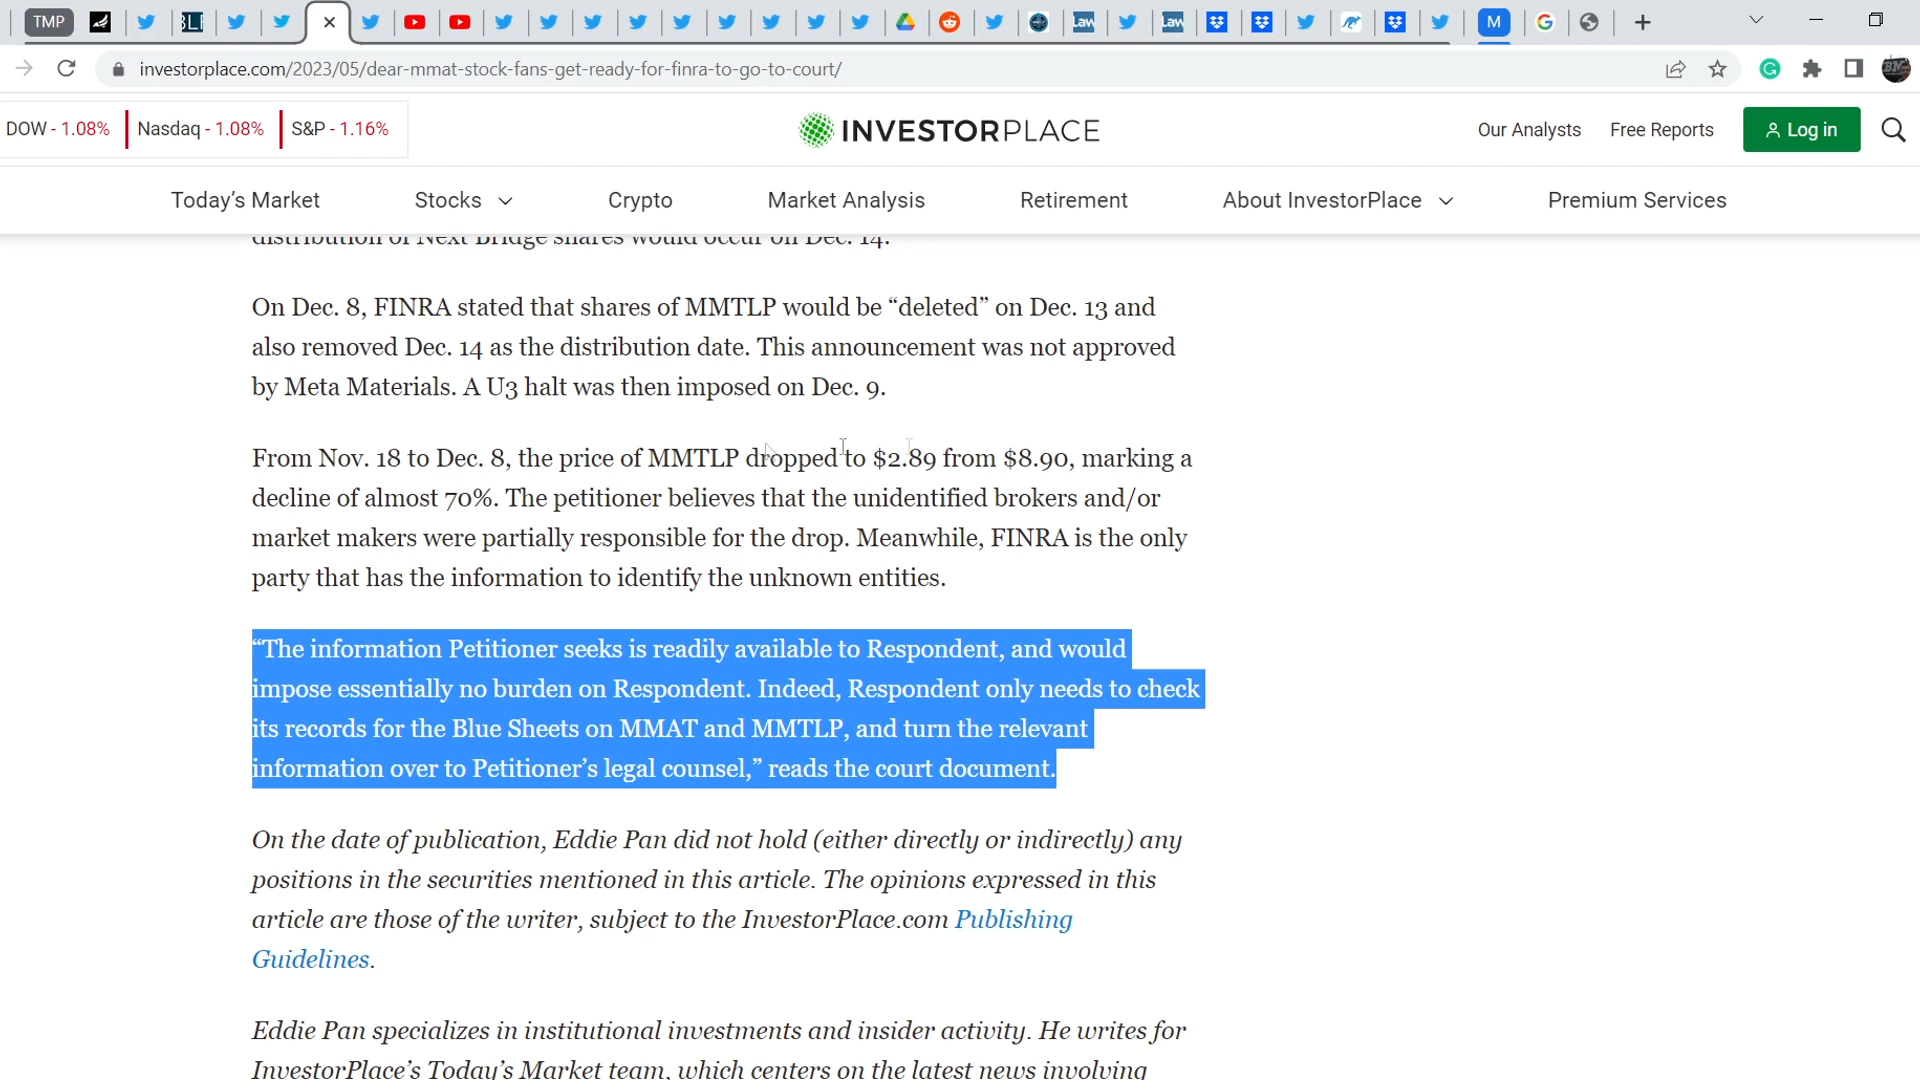 TMP
BLF
Law
Law
M
G
investorplace.com/2023/05/dear-mmat-stock-fans-get-ready-for-finra-to-go-to-court/
DOW - 1.08% Nasdaq - 1.08% S&P - 1.16%
INVESTORPLACE
Our Analysts Free Reports Log in
Today's Market Stocks Crypto Market Analysis Retirement About InvestorPlace Premium Services
distribution of Next Bridge shares would occur on Dec. 14.
On Dec. 8, FINRA stated that shares of MMTLP would be “deleted” on Dec. 13 and
also removed Dec. 14 as the distribution date. This announcement was not approved
by Meta Materials. A U3 halt was then imposed on Dec. 9.
From Nov. 18 to Dec. 8, the price of MMTLP dropped to $2.89 from $8.90, marking a
decline of almost 70%. The petitioner believes that the unidentified brokers and/or
market makers were partially responsible for the drop. Meanwhile, FINRA is the only
party that has the information to identify the unknown entities.
“The information Petitioner seeks is readily available to Respondent, and would
impose essentially no burden on Respondent. Indeed, Respondent only needs to check
its records for the Blue Sheets on MMAT and MMTLP, and turn the relevant
information over to Petitioner’s legal counsel,” reads the court document.
On the date of publication, Eddie Pan did not hold (either directly or indirectly) any
positions in the securities mentioned in this article. The opinions expressed in this
article are those of the writer, subject to the InvestorPlace.com Publishing
Guidelines.
Eddie Pan specializes in institutional investments and insider activity. He writes for
InvestorPlace’s Today’s Market team, which centers on the latest news involving